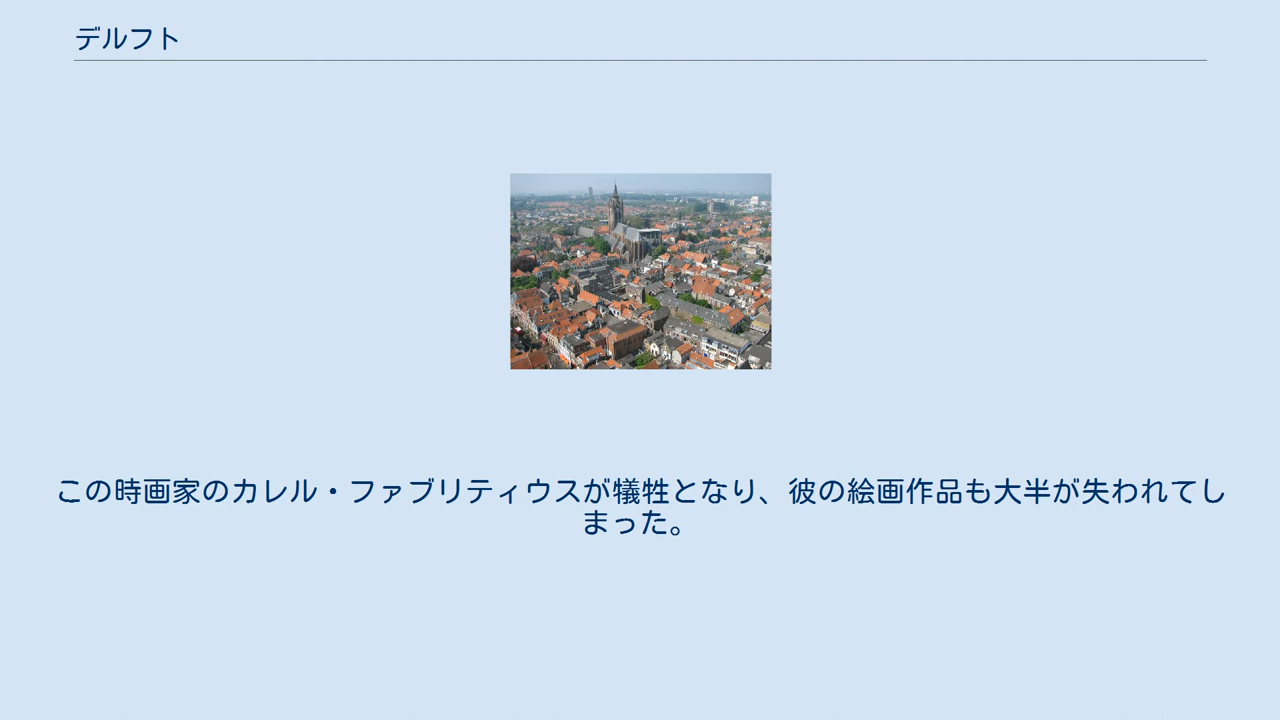 デルフト
この時画家のカレル・ファブリティウスが犠牲となり、彼の絵画作品も大半が失われてし
まった。